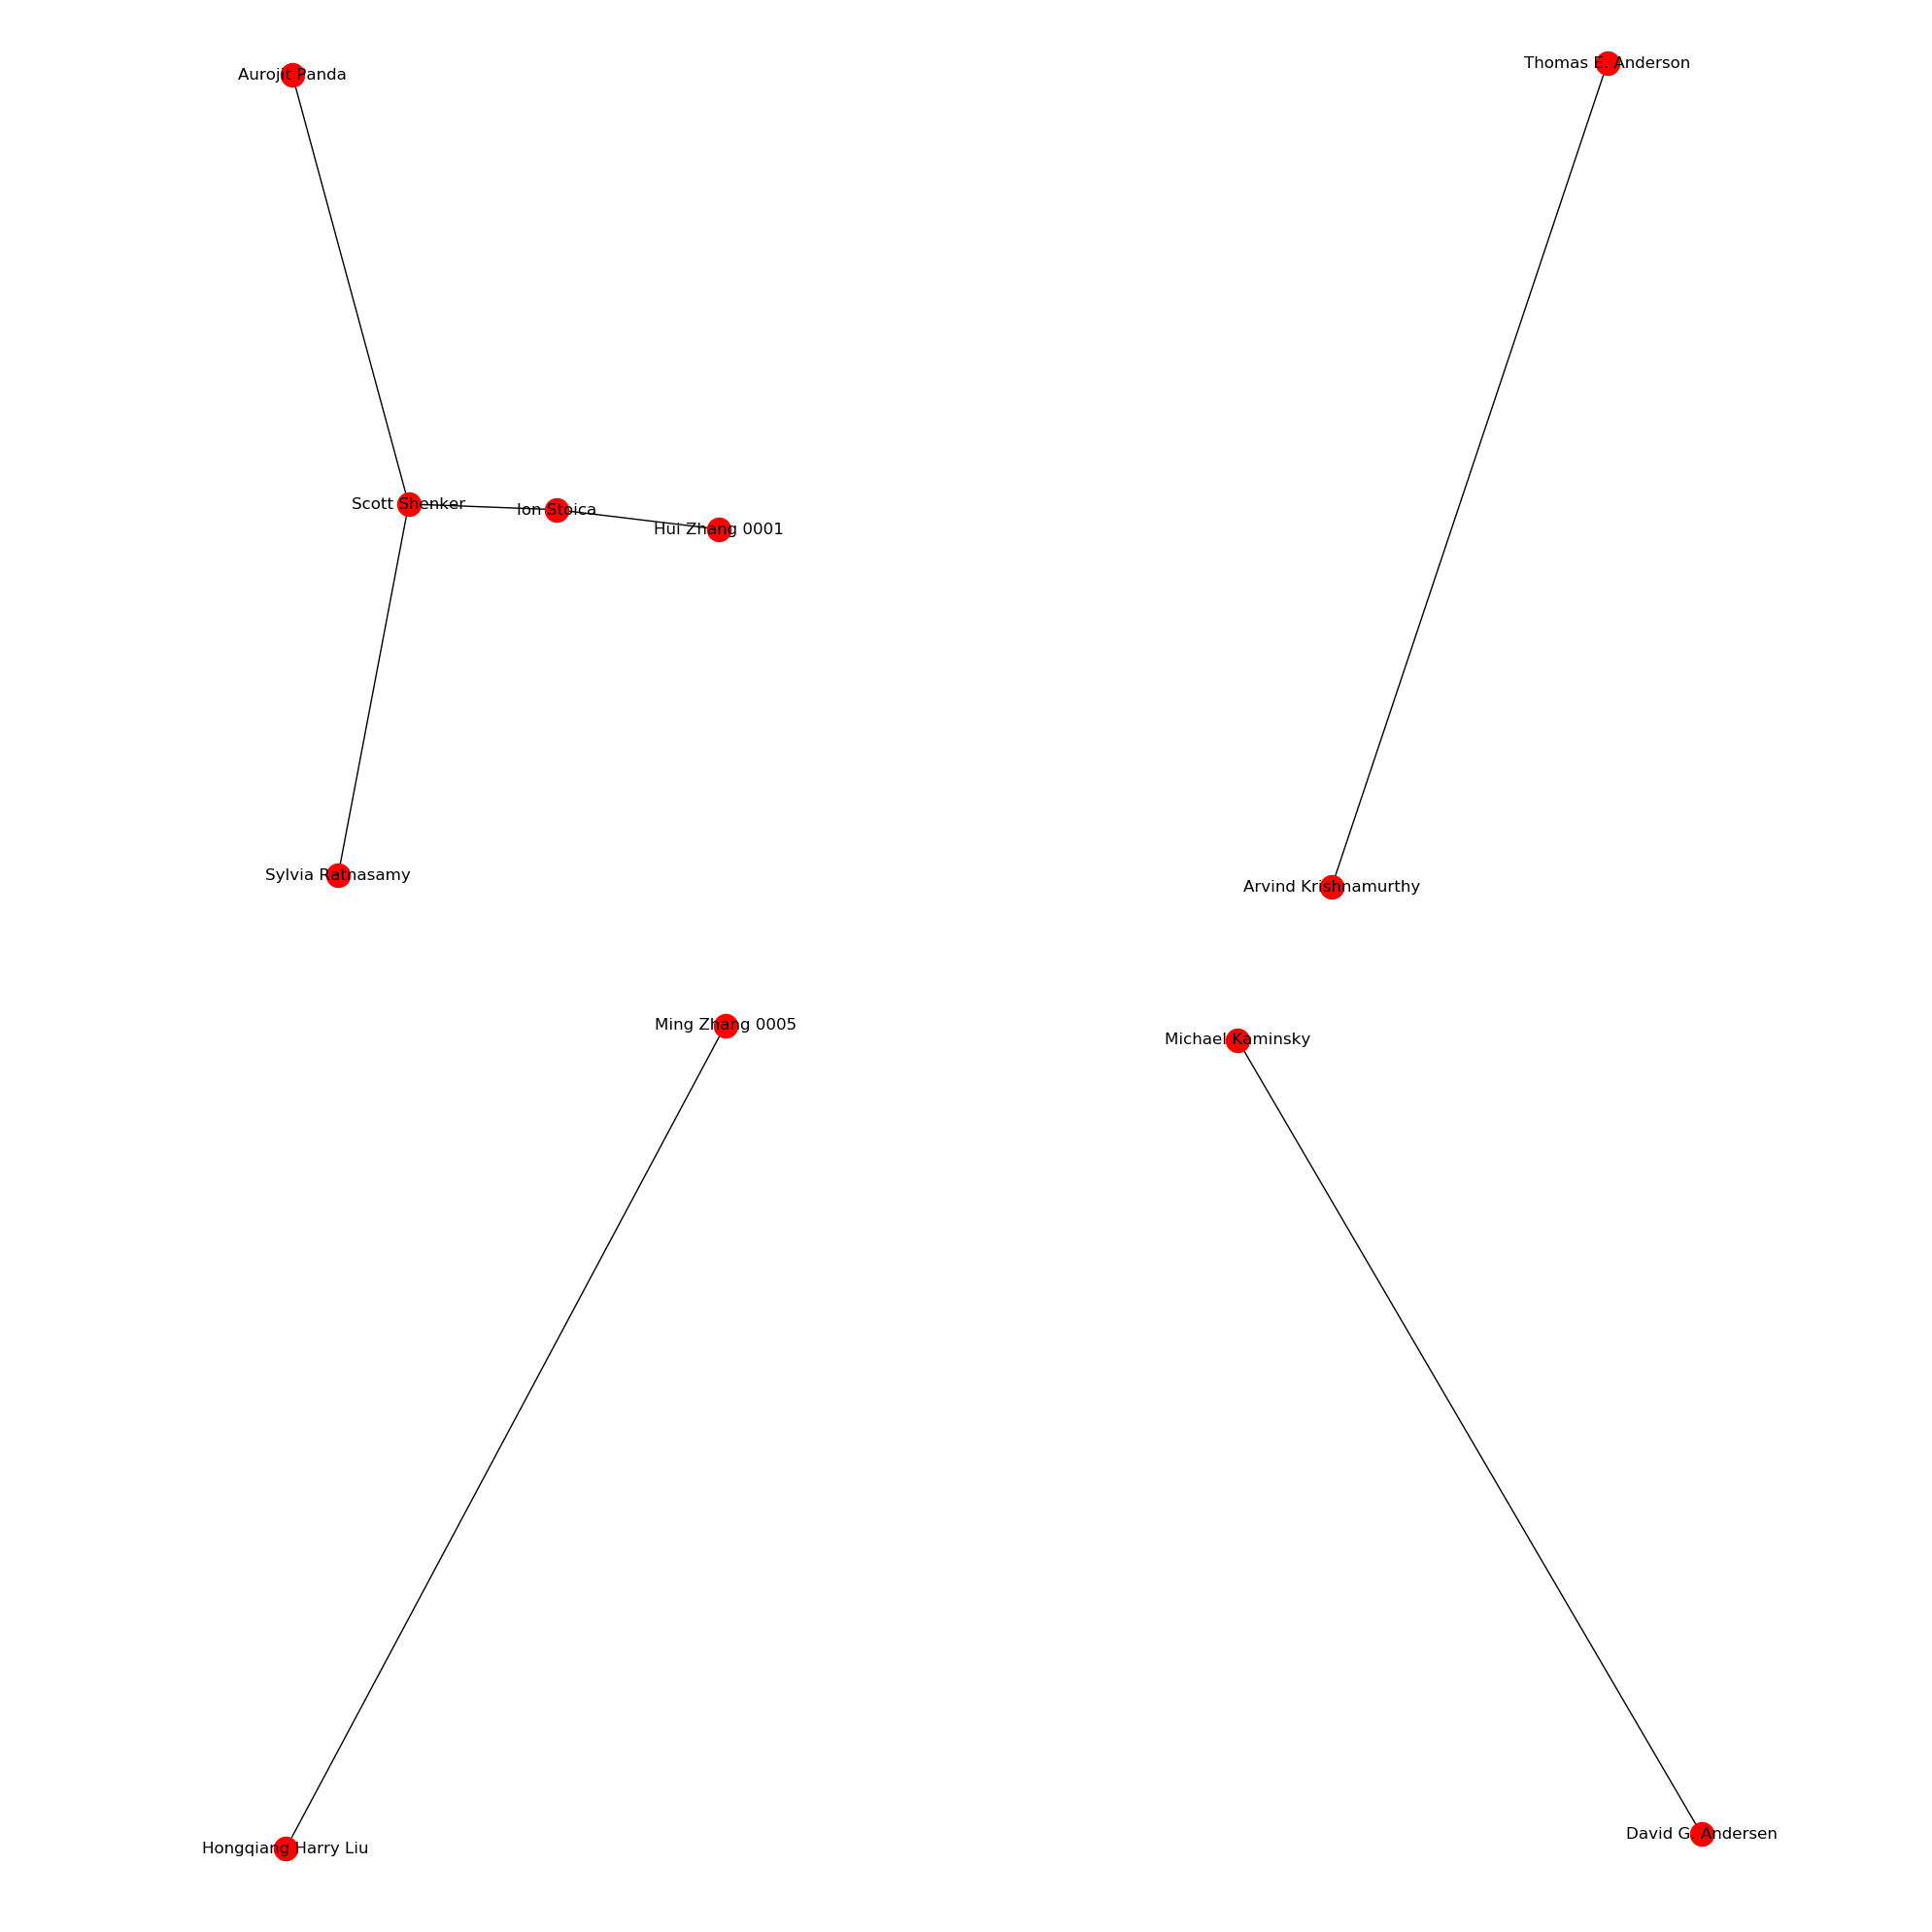 Aurojit Panda
Thomas E. Anderson
Scott Shenker
Ion Stoica
Hui Zhang 0001
Sylvia Ratnasamy
Arvind Krishnamurthy
Ming Zhang 0005
Michael Kaminsky
Hongqiang Harry Liu
David G. Andersen